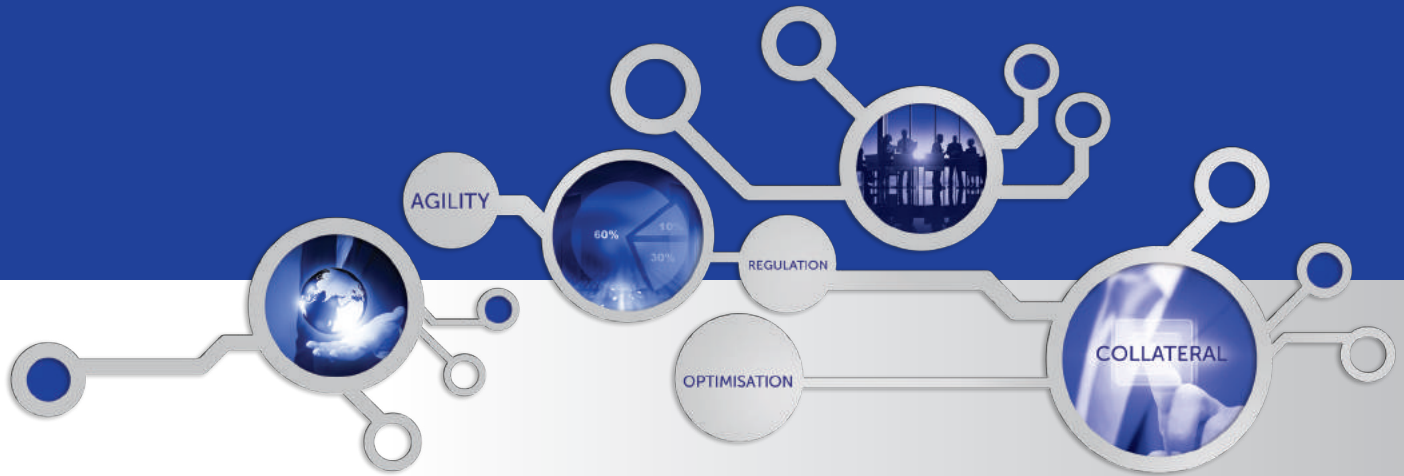 AGILITY
60%
10%
30%
REGULATION
COLLATERAL
OPTIMISATION